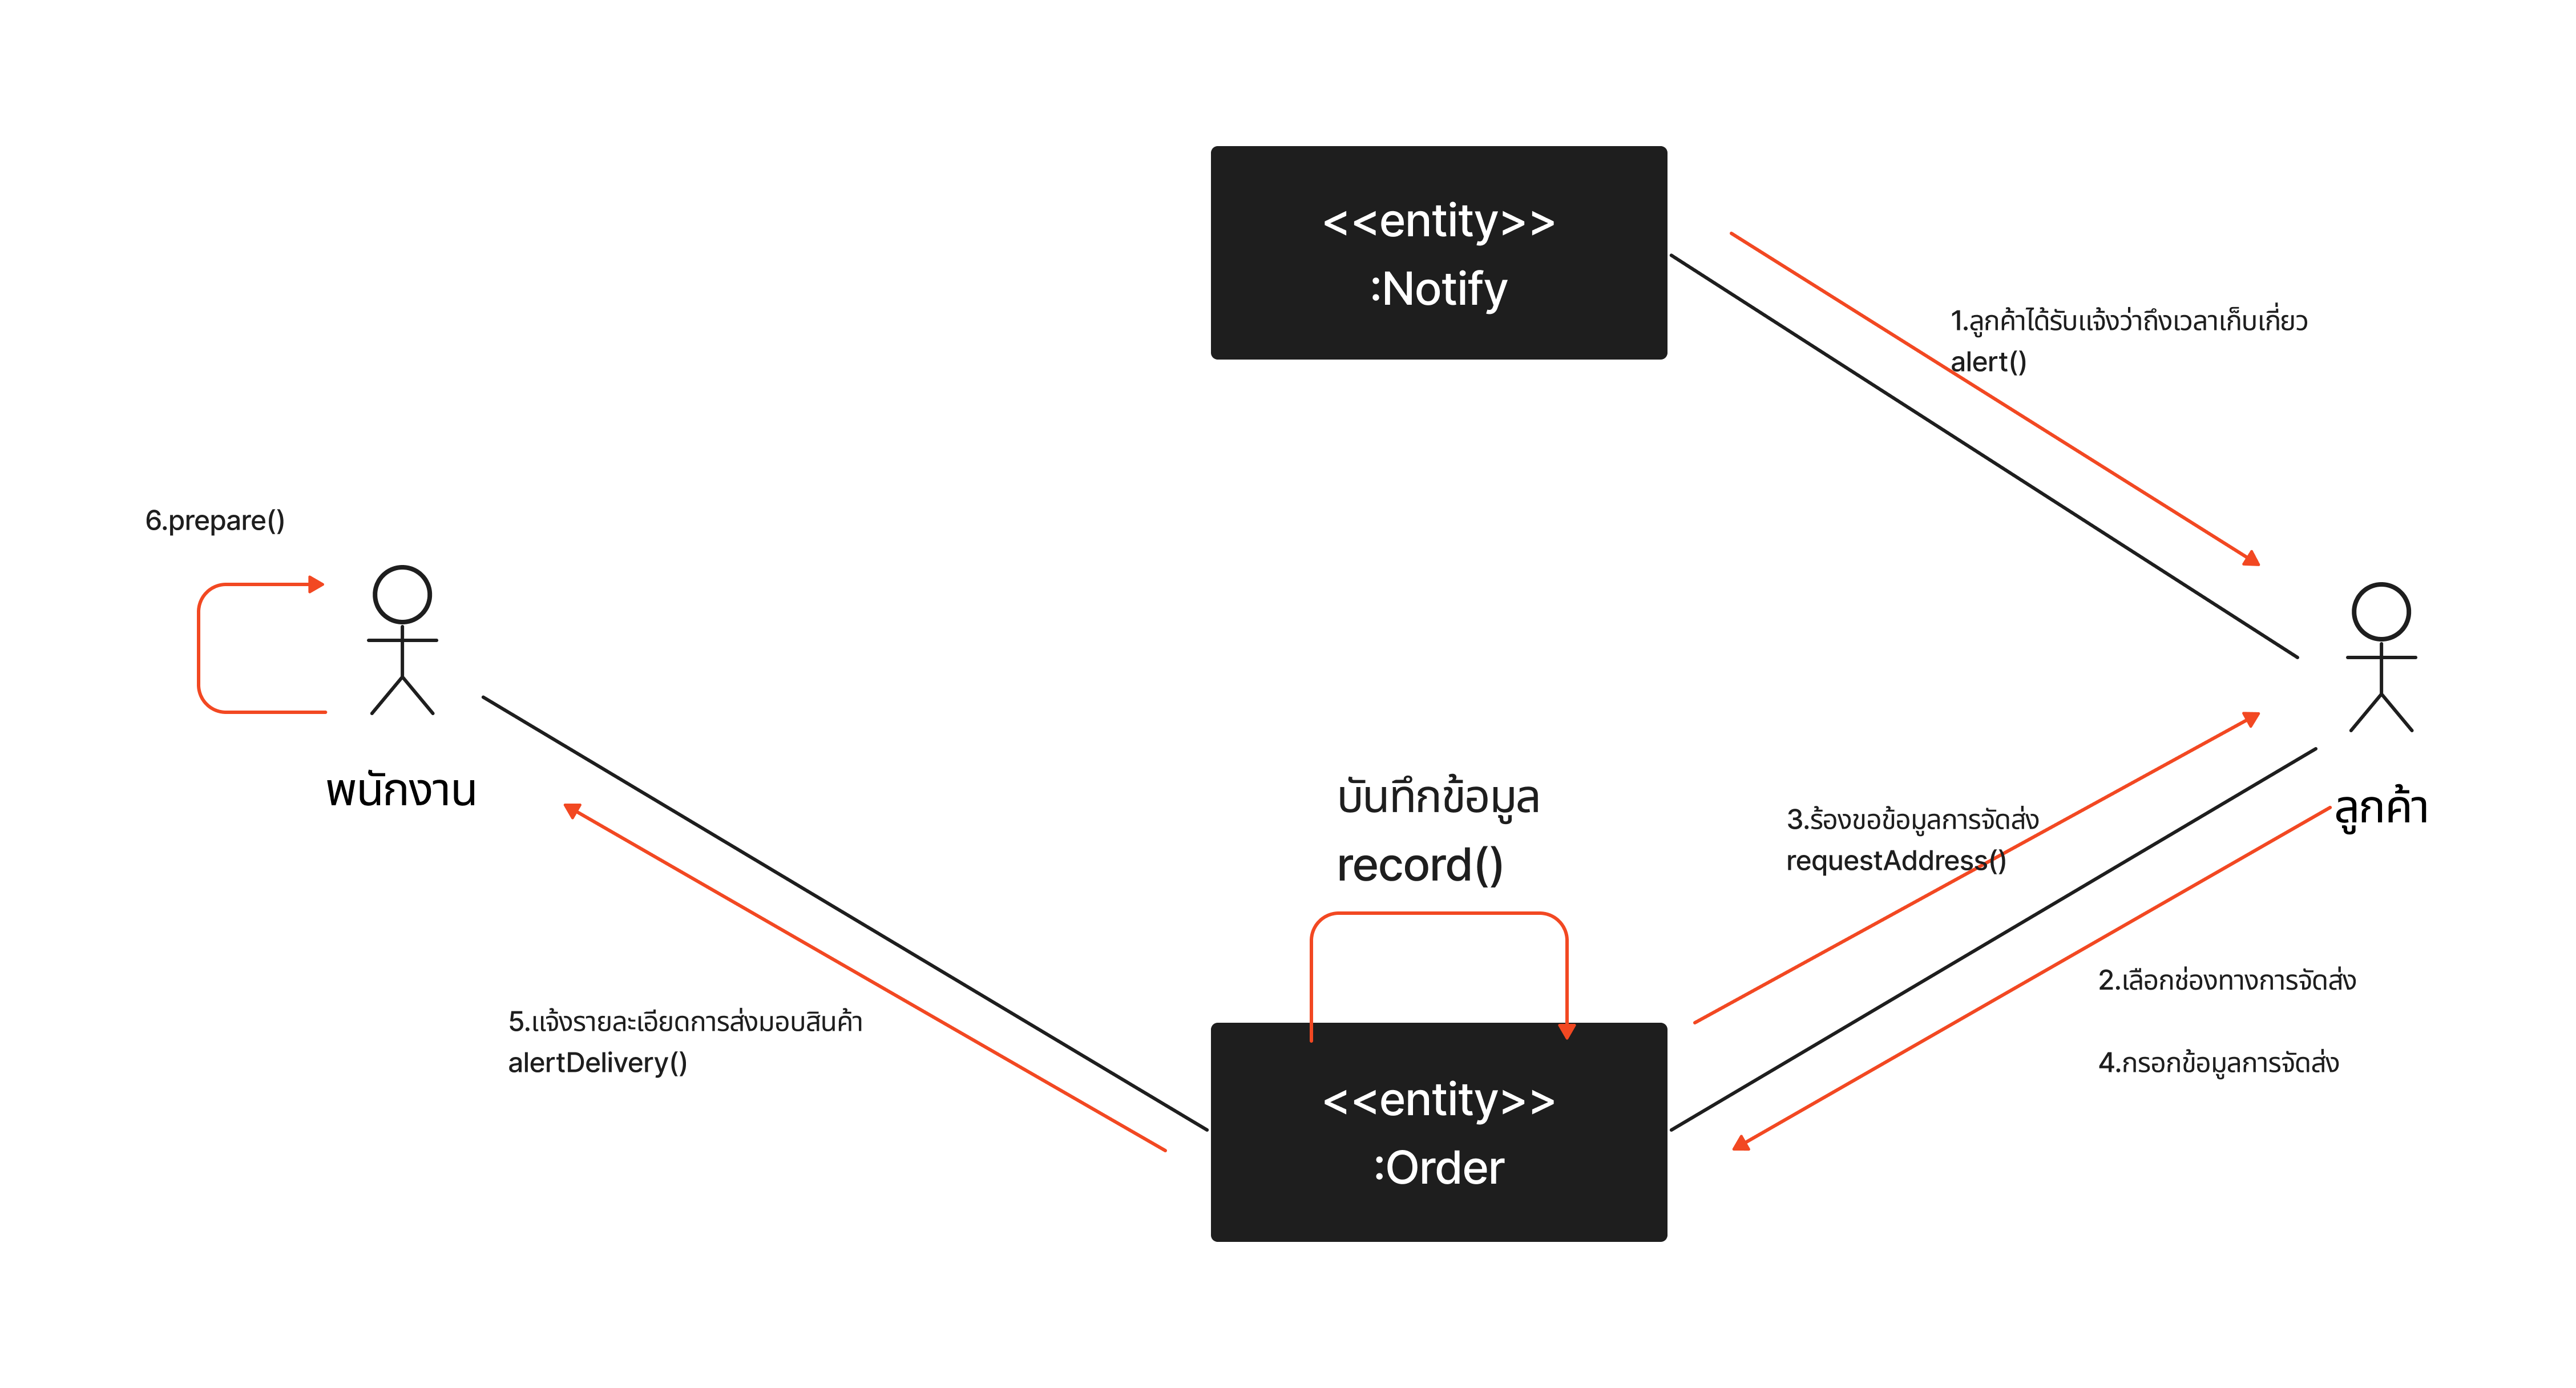 <<entity>>
:Notify
1.ลูกค้าได้รับแจ้งว่าถึงเวลาเก็บเกี่ยว
alert()
6.prepare()
พนักงาน
ลูกค้า
บันทึกข้อมูล
record()
3.ร้องขอข้อมูลการจัดส่ง
requestAddress()
2.เลือกช่องทางการจัดส่ง
4.กรอกข้อมูลการจัดส่ง
5.แจ้งรายละเอียดการส่งมอบสินค้า
alertDelivery()
<<entity>>
:Order